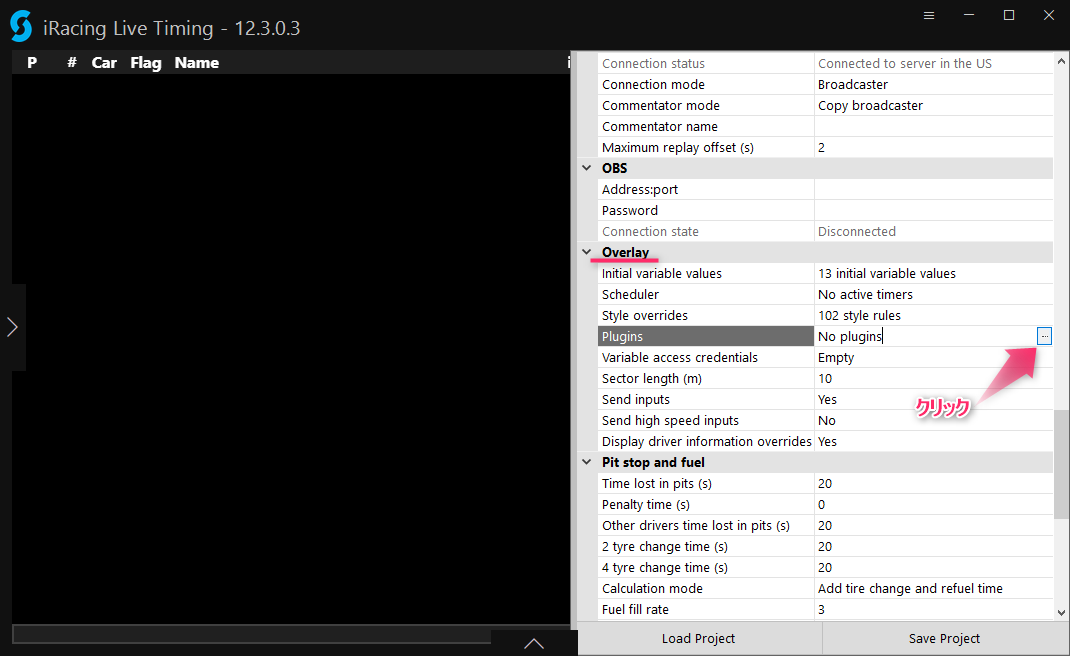 iRacing Live Timing - 12.3.0.3
P # Car Flag Name i
Connection status Connected to server in the US
Connection mode Broadcaster
Commentator mode Copy broadcaster
Commentator name
Maximum replay offset (s) 2
OBS
Address:port
Password
Connection state Disconnected
Overlay
Initial variable values 13 initial variable values
Scheduler No active timers
Style overrides 102 style rules
Plugins No plugins ...
Variable access credentials Empty
Sector length (m) 10
Send inputs Yes
クリック
Send high speed inputs No
Display driver information overrides Yes
Pit stop and fuel
Time lost in pits (s) 20
Penalty time (s) 0
Other drivers time lost in pits (s) 20
2 tyre change time (s) 20
4 tyre change time (s) 20
Calculation mode Add tire change and refuel time
Fuel fill rate 3
Load Project Save Project